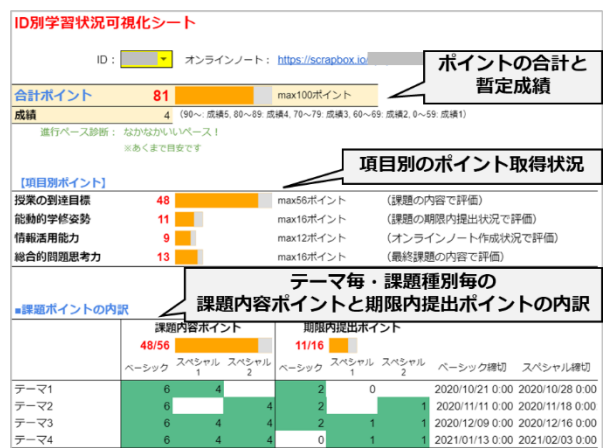 ID別学習状況可視化シート
ID： オンラインノート： https://scrapbox.io/
ポイントの合計と
暫定成績
合計ポイント 81 max100ポイント
成績 4 (90～: 成績5, 80～89: 成績4, 70～79: 成績3, 60～69: 成績2, 0～59: 成績1)
進行ペース診断： なかなかいいペース！
※あくまで目安です
項目別のポイント取得状況
【項目別ポイント】
授業の到達目標 48 max56ポイント (課題の内容で評価)
能動的学修姿勢 11 max16ポイント (課題の期限内提出状況で評価)
情報活用能力 9 max12ポイント (オンラインノート作成状況で評価)
総合的問題思考力 13 max16ポイント (最終課題の内容で評価)
テーマ毎・課題種別毎の
課題内容ポイントと期限内提出ポイントの内訳
■課題ポイントの内訳
課題内容ポイント 期限内提出ポイント
48/56 11/16
ベーシック スペシャル1 スペシャル2 ベーシック スペシャル1 スペシャル2 ベーシック締切 スペシャル締切
テーマ1 6 4 2 0 2020/10/21 0:00 2020/10/28 0:00
テーマ2 6 4 2 1 2020/11/11 0:00 2020/11/18 0:00
テーマ3 6 4 4 2 1 1 2020/12/09 0:00 2020/12/16 0:00
テーマ4 6 4 4 0 1 1 2021/01/13 0:00 2021/02/03 0:00